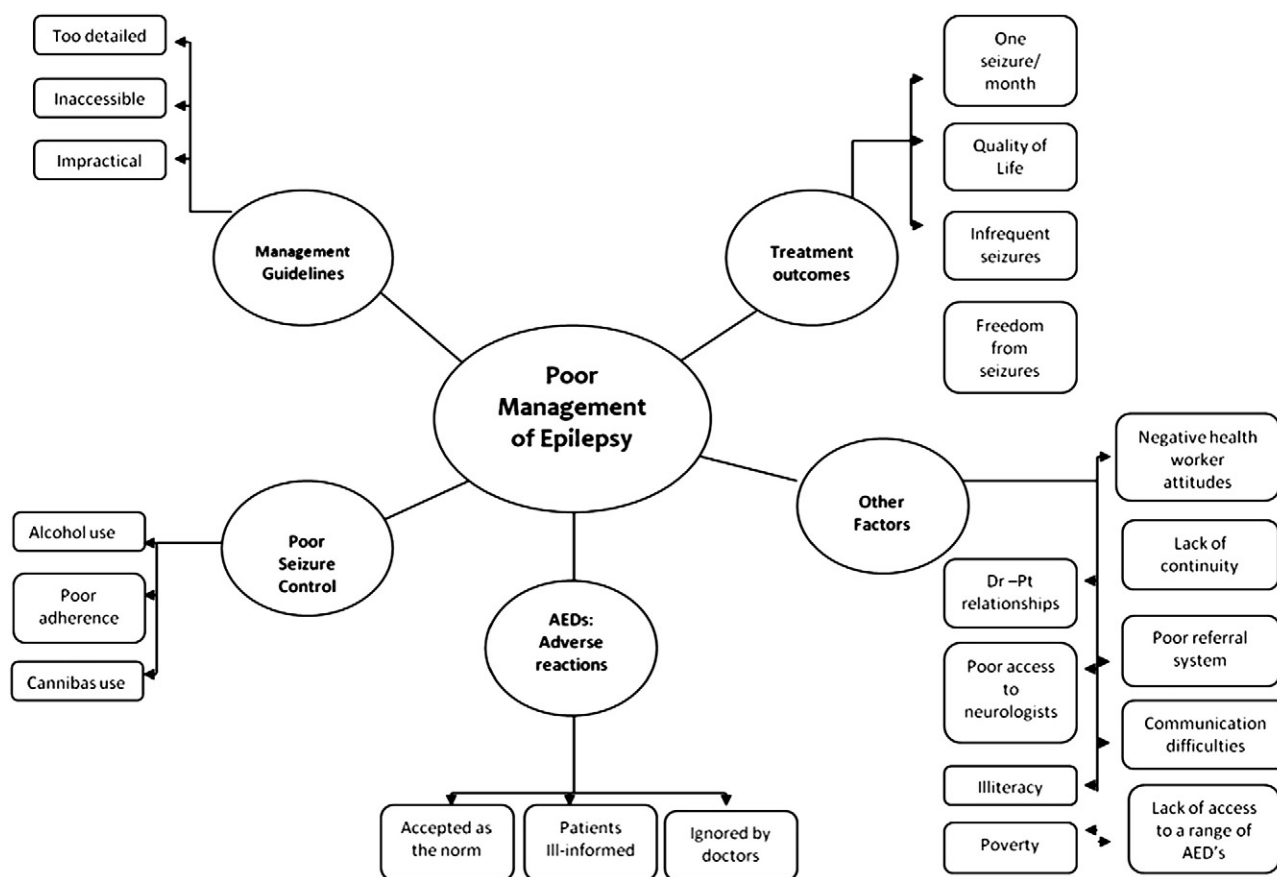 Too detailed
Inaccessible
Impractical
Management
Guidelines
One
seizure/
month
Quality of
Life
Infrequent
seizures
Freedom
from
seizures
Treatment
outcomes
Poor
Management
of Epilepsy
Poor
Seizure
Control
Alcohol use
Poor
adherence
Cannibas use
AEDs:
Adverse
reactions
Accepted as
the norm
Patients
Ill-informed
Ignored by
doctors
Other
Factors
Negative health
worker
attitudes
Lack of
continuity
Dr –Pt
relationships
Poor referral
system
Poor access
to
neurologists
Communication
difficulties
Illiteracy
Lack of access
to a range of
AED's
Poverty